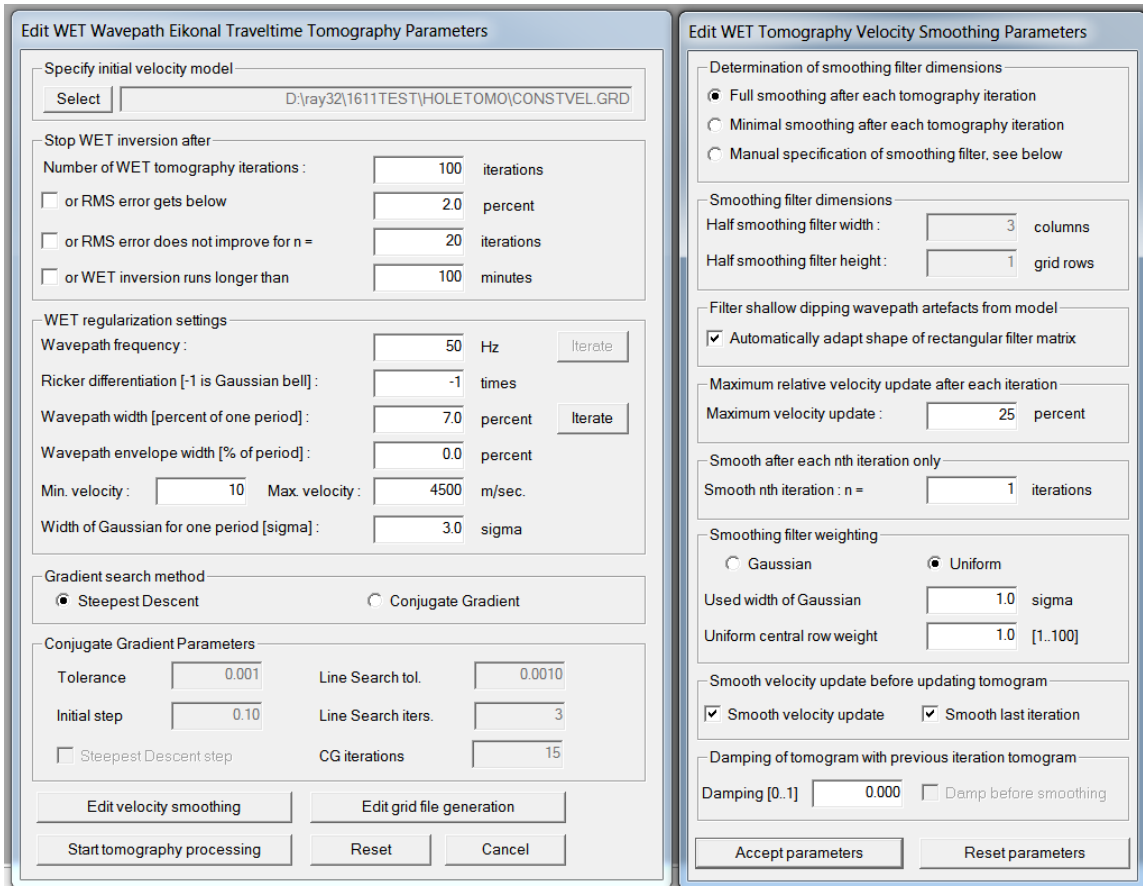 Edit WET Wavepath Eikonal Traveltime Tomography Parameters
Specify initial velocity model
Select D:\ray32\1611TEST\HOLETOMO\CONSTVEL.GRD
Stop WET inversion after
Number of WET tomography iterations : 100 iterations
or RMS error gets below 2.0 percent
or RMS error does not improve for n = 20 iterations
or WET inversion runs longer than 100 minutes
WET regularization settings
Wavepath frequency : 50 Hz Iterate
Ricker differentiation [-1 is Gaussian bell] : -1 times
Wavepath width [percent of one period] : 7.0 percent Iterate
Wavepath envelope width [% of period] : 0.0 percent
Min. velocity : 10 Max. velocity : 4500 m/sec.
Width of Gaussian for one period [sigma] : 3.0 sigma
Gradient search method
Steepest Descent Conjugate Gradient
Conjugate Gradient Parameters
Tolerance 0.001 Line Search tol. 0.0010
Initial step 0.10 Line Search iters. 3
Steepest Descent step CG iterations 15
Edit velocity smoothing Edit grid file generation
Start tomography processing Reset Cancel
Edit WET Tomography Velocity Smoothing Parameters
Determination of smoothing filter dimensions
Full smoothing after each tomography iteration
Minimal smoothing after each tomography iteration
Manual specification of smoothing filter, see below
Smoothing filter dimensions
Half smoothing filter width : 3 columns
Half smoothing filter height : 1 grid rows
Filter shallow dipping wavepath artefacts from model
Automatically adapt shape of rectangular filter matrix
Maximum relative velocity update after each iteration
Maximum velocity update : 25 percent
Smooth after each nth iteration only
Smooth nth iteration : n = 1 iterations
Smoothing filter weighting
Gaussian Uniform
Used width of Gaussian 1.0 sigma
Uniform central row weight 1.0 [1..100]
Smooth velocity update before updating tomogram
Smooth velocity update Smooth last iteration
Damping of tomogram with previous iteration tomogram
Damping [0..1] 0.000 Damp before smoothing
Accept parameters Reset parameters